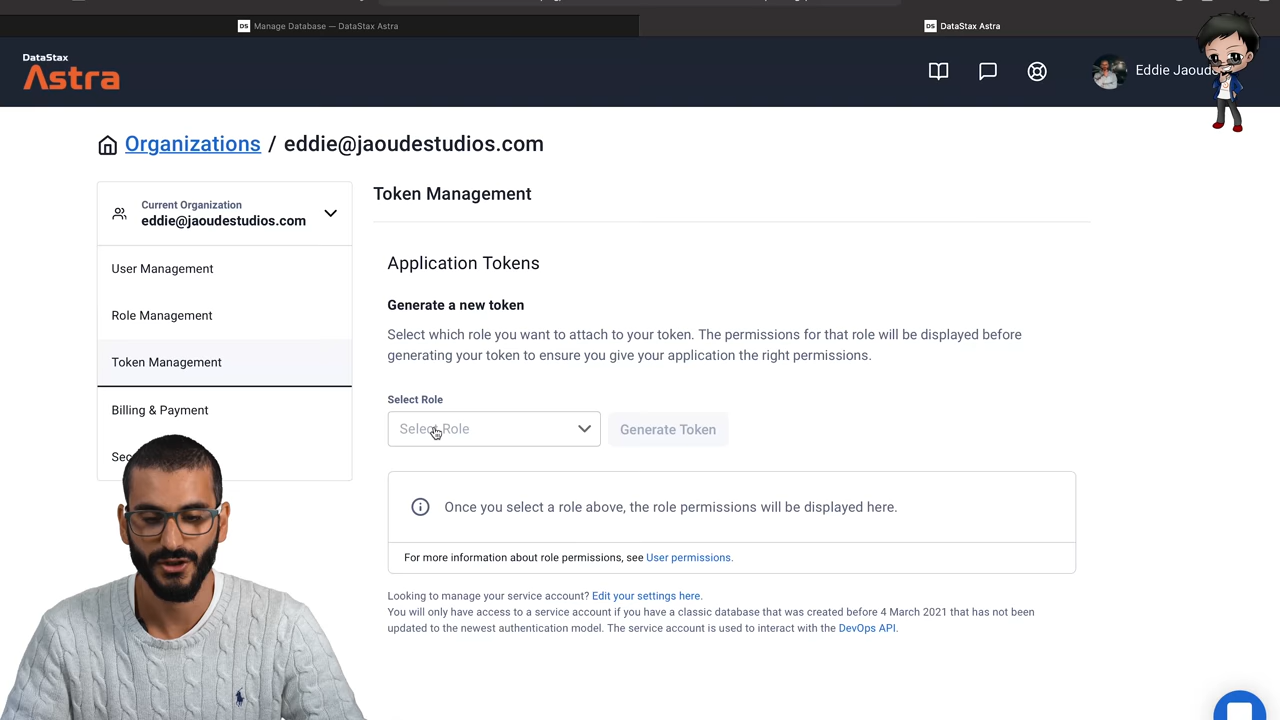 DS Manage Database — DataStax Astra
DS DataStax Astra
DataStax
Astra
Eddie Jaoude
Organizations / eddie@jaoudestudios.com
Current Organization
eddie@jaoudestudios.com
User Management
Role Management
Token Management
Billing & Payment
Sec
Token Management
Application Tokens
Generate a new token
Select which role you want to attach to your token. The permissions for that role will be displayed before
generating your token to ensure you give your application the right permissions.
Select Role
Select Role
Generate Token
Once you select a role above, the role permissions will be displayed here.
For more information about role permissions, see User permissions.
Looking to manage your service account? Edit your settings here.
You will only have access to a service account if you have a classic database that was created before 4 March 2021 that has not been
updated to the newest authentication model. The service account is used to interact with the DevOps API.